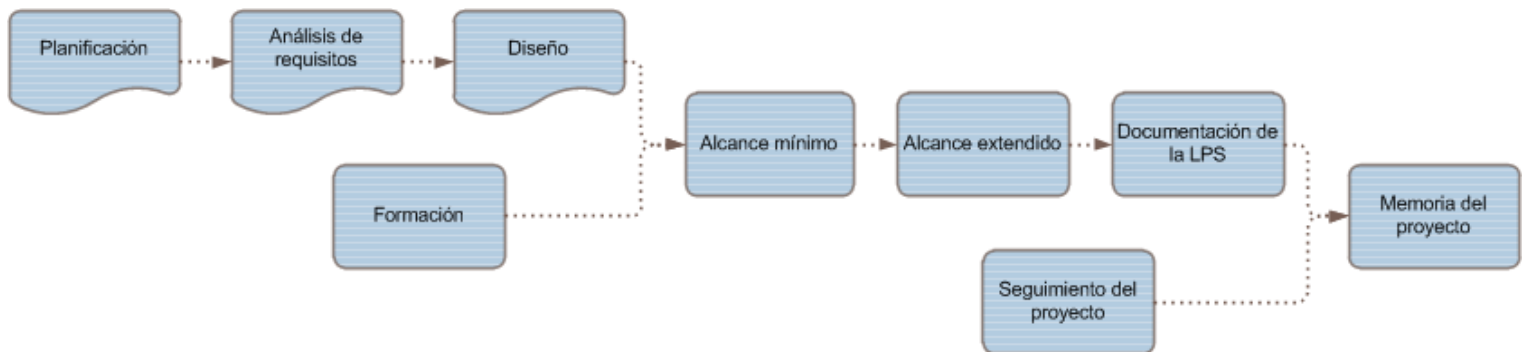 Planificación
Análisis de
requisitos
Diseño
Formación
Alcance mínimo
Alcance extendido
Documentación de
la LPS
Seguimiento del
proyecto
Memoria del
proyecto